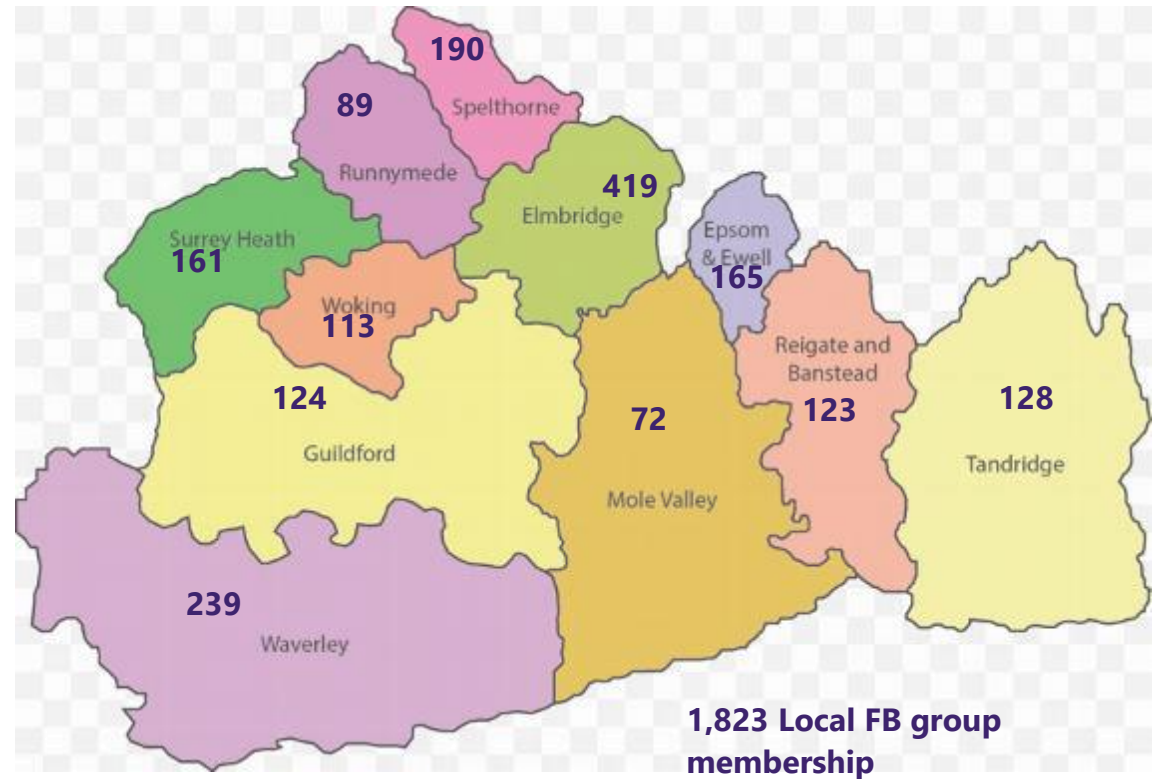 190
Spelthorne
89
Runnymede
419
Elmbridge
Surrey Heath
161
Epsom
& Ewell
165
Woking
113
Reigate and
Banstead
123
124
Guildford
72
Mole Valley
128
Tandridge
239
Waverley
1,823 Local FB group
membership